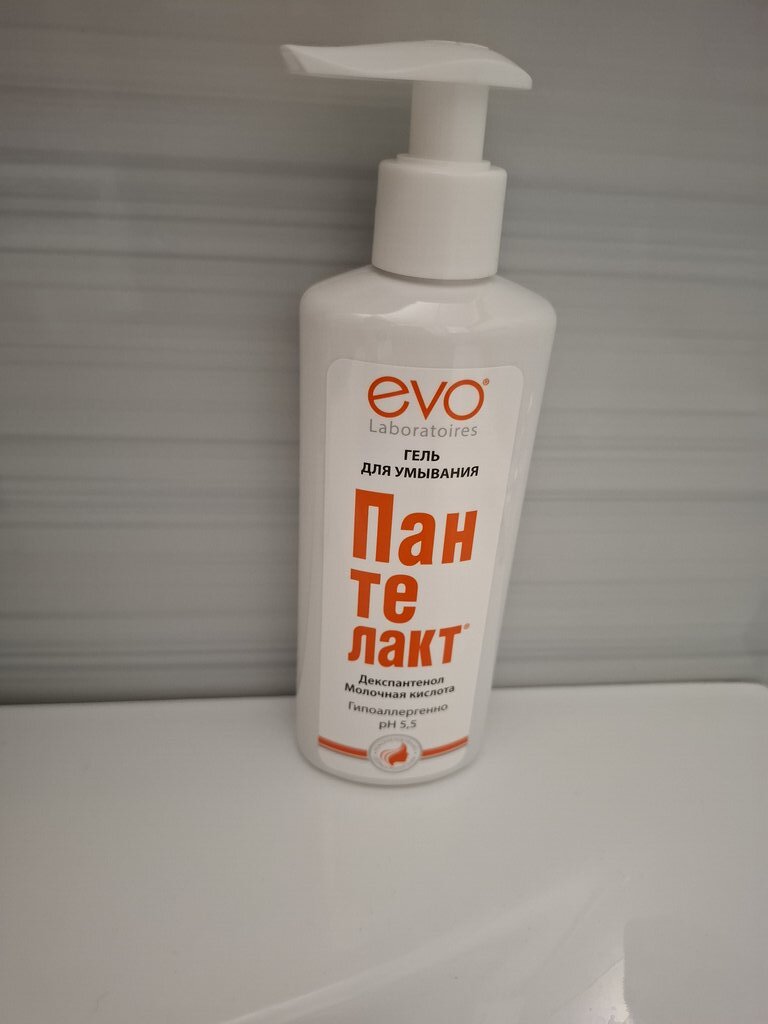 evo®
Laboratoires
ГЕЛЬ
ДЛЯ УМЫВАНИЯ
Пан
те
лакт®
Декспантенол
Молочная кислота
Гипоаллергенно
pH 5,5